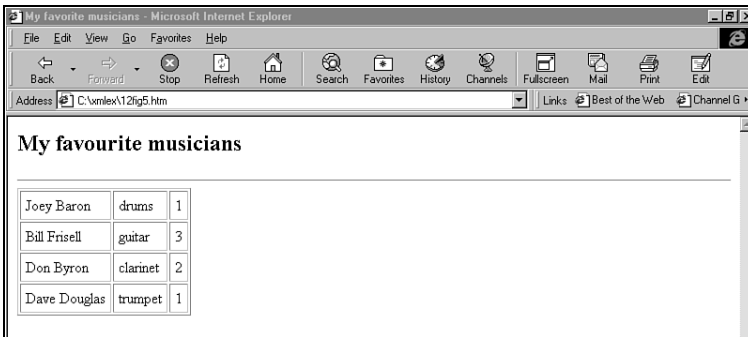 My favorite musicians - Microsoft Internet Explorer
File Edit View Go Favorites Help
Back Forward Stop Refresh Home Search Favorites History Channels Fullscreen Mail Print Edit
Address C:\xmlex\12fig5.htm Links Best of the Web Channel G
My favourite musicians
Joey Baron drums 1
Bill Frisell guitar 3
Don Byron clarinet 2
Dave Douglas trumpet 1